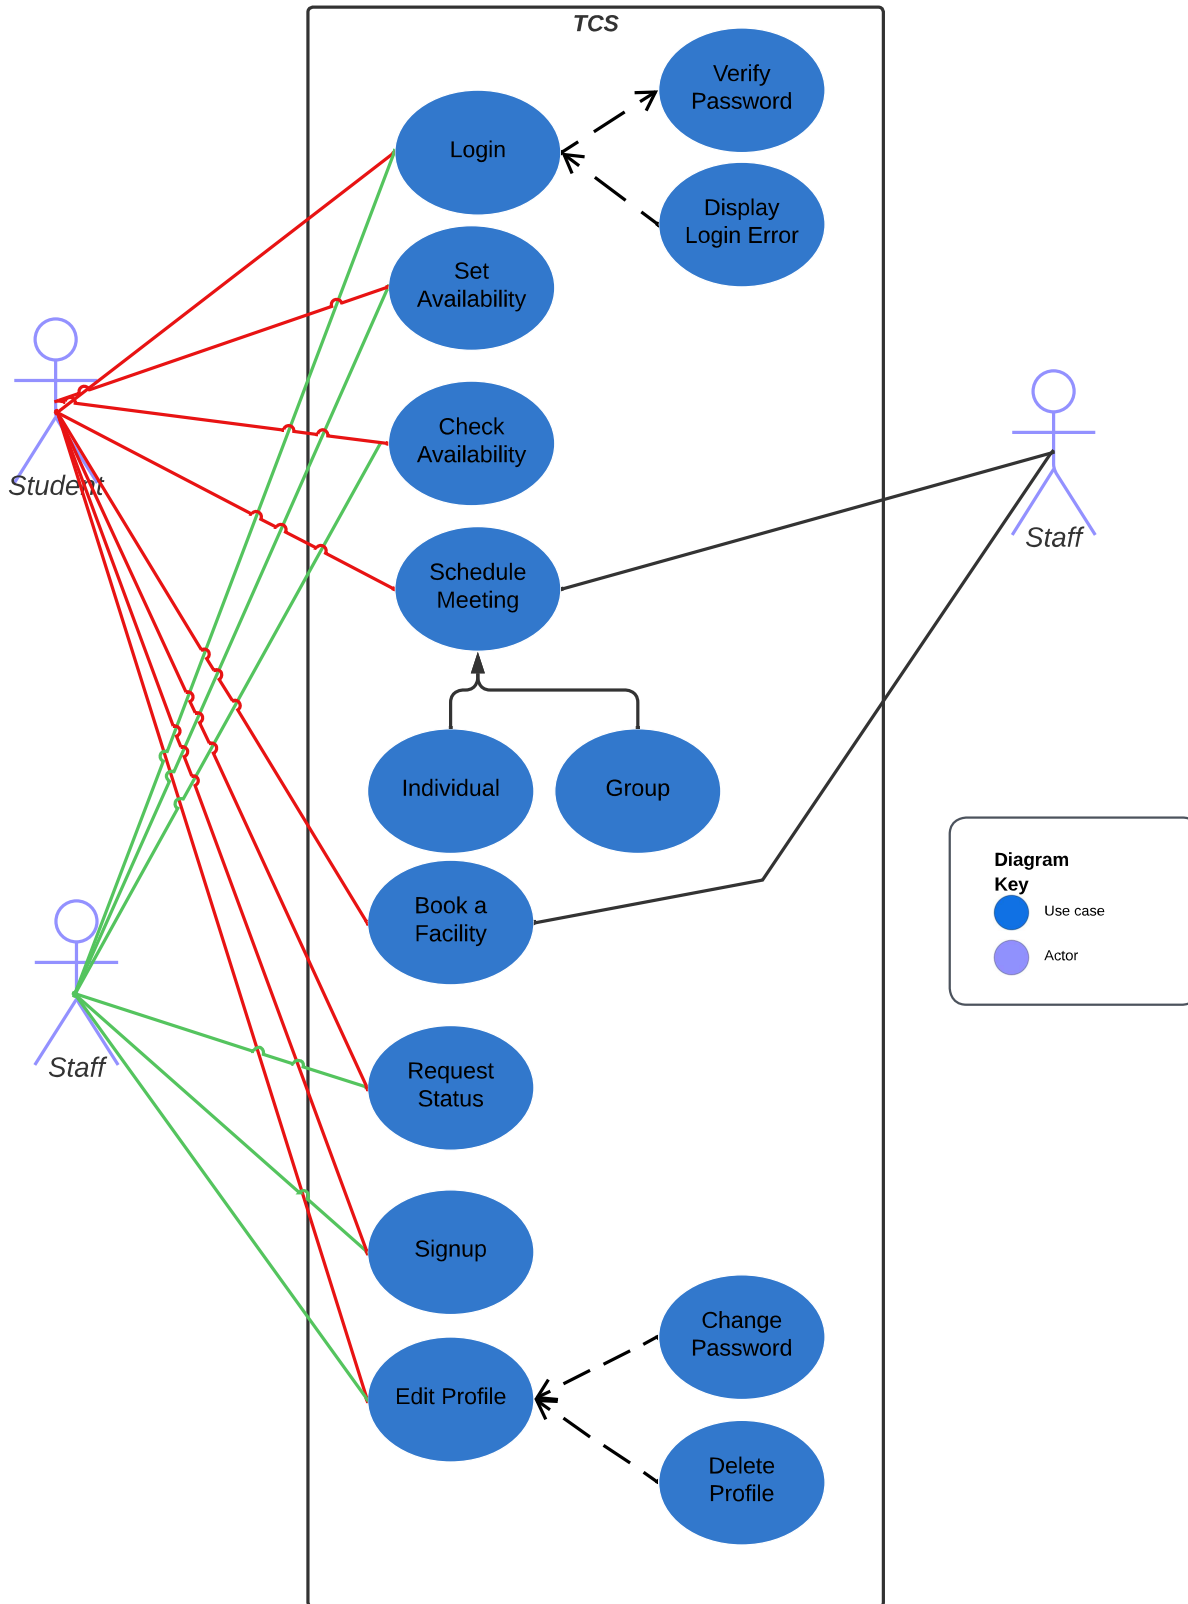 TCS
Verify
Password
Login
Display
Login Error
Set
Availability
Check
Availability
Student
Staff
Schedule
Meeting
Individual
Group
Diagram
Key
Use case
Actor
Book a
Facility
Staff
Request
Status
Signup
Change
Password
Edit Profile
Delete
Profile